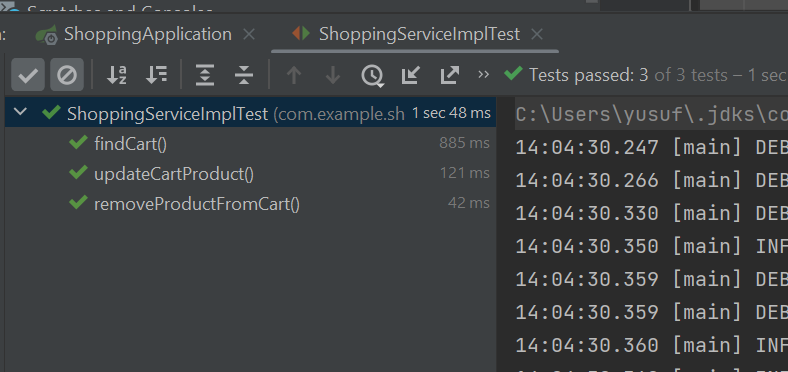 Scratches and Consoles
n: ShoppingApplication × ShoppingServiceImplTest ×
» Tests passed: 3 of 3 tests – 1 sec
ShoppingServiceImplTest (com.example.sh 1 sec 48 ms
findCart() 885 ms
updateCartProduct() 121 ms
removeProductFromCart() 42 ms
C:\Users\yusuf\.jdks\co
14:04:30.247 [main] DEB
14:04:30.266 [main] DEB
14:04:30.330 [main] DEB
14:04:30.350 [main] INF
14:04:30.359 [main] DEB
14:04:30.359 [main] DEB
14:04:30.360 [main] INF